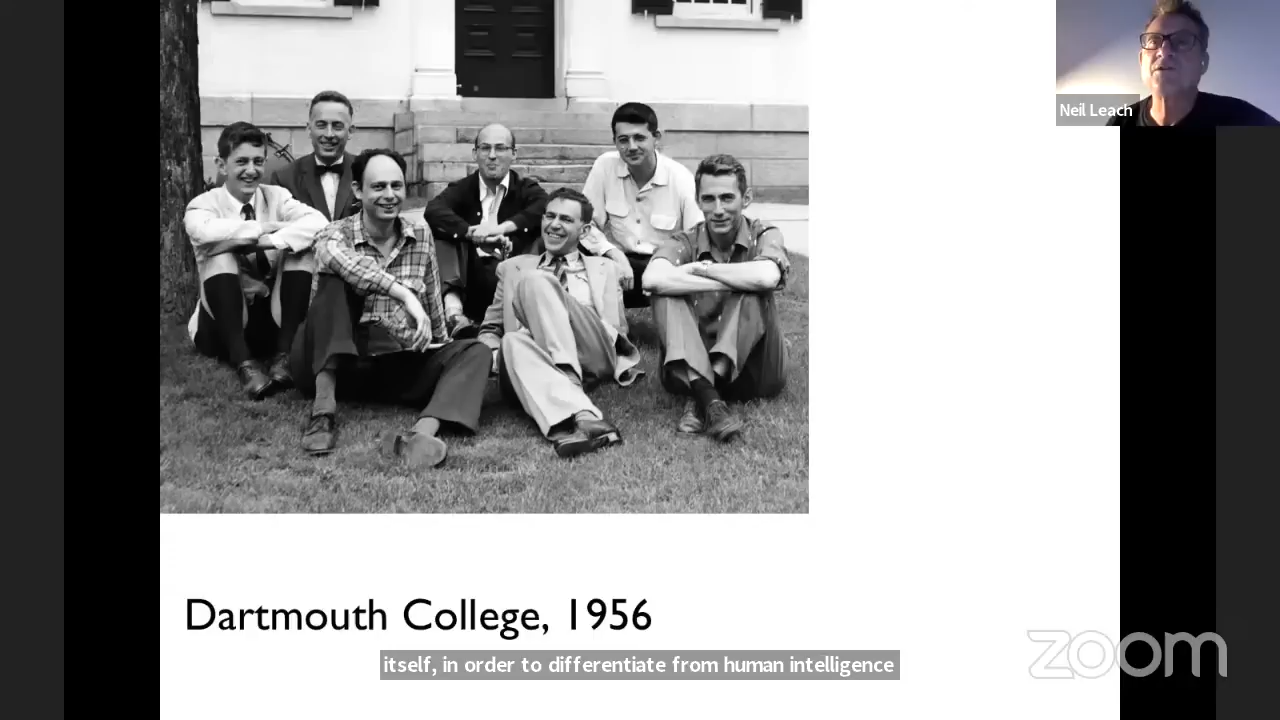 Neil Leach
Dartmouth College, 1956
itself, in order to differentiate from human intelligence
zoom